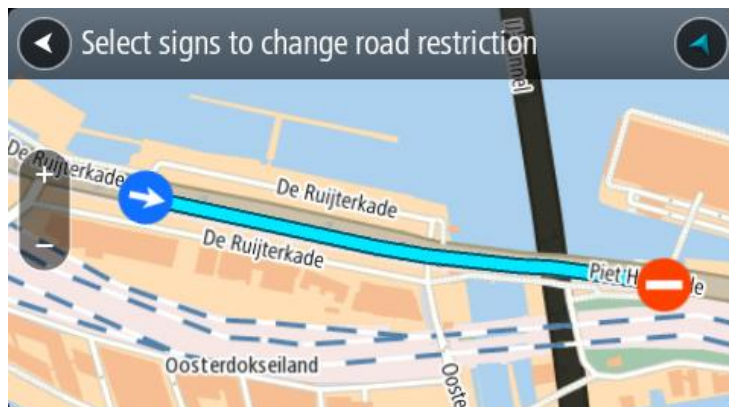 Select signs to change road restriction
De Ruijterkade
De Ruijterkade
De Ruijterkade
Oosterdokseiland
+
−